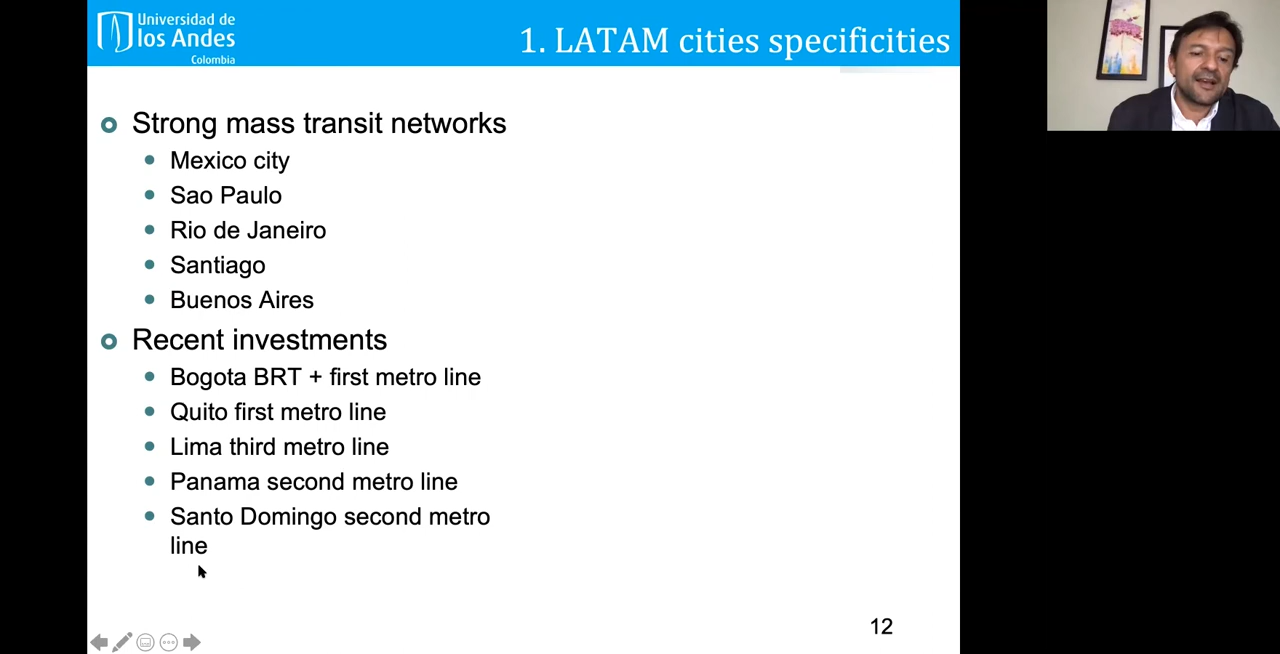 Universidad de
los Andes
Colombia
1. LATAM cities specificities
Strong mass transit networks
Mexico city
Sao Paulo
Rio de Janeiro
Santiago
Buenos Aires
Recent investments
Bogota BRT + first metro line
Quito first metro line
Lima third metro line
Panama second metro line
Santo Domingo second metro
line
12